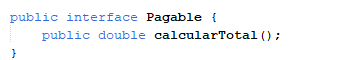 public interface Pagable {
    public double calcularTotal();
}